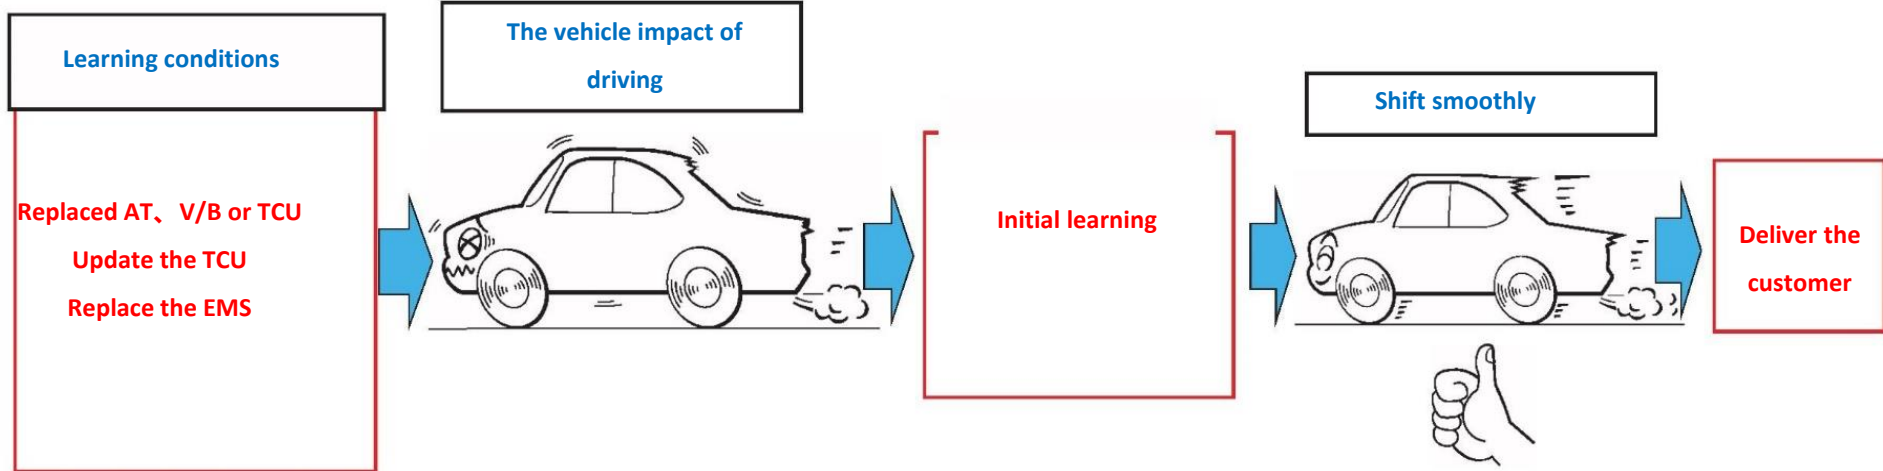 Learning conditions
Replaced AT、V/B or TCU
Update the TCU
Replace the EMS
The vehicle impact of
driving
Initial learning
Shift smoothly
Deliver the
customer